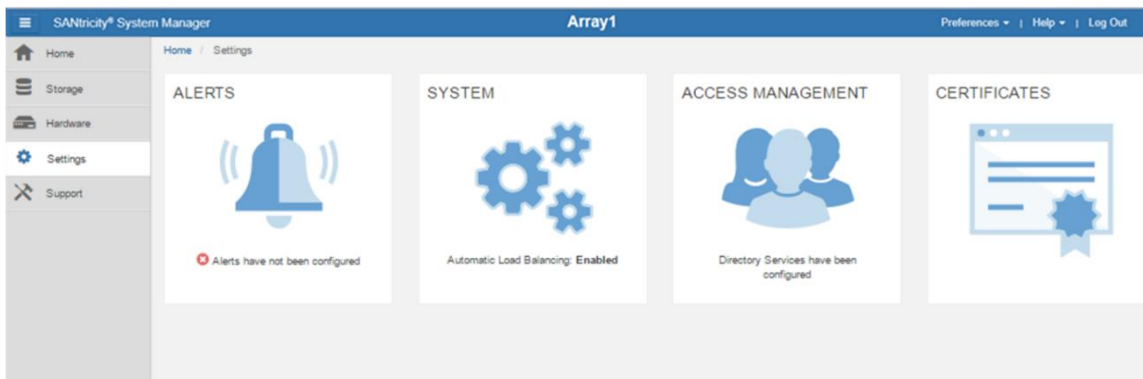 SANtricity® System Manager
Array1
Preferences | Help | Log Out
Home
Storage
Hardware
Settings
Support
Home / Settings
ALERTS
Alerts have not been configured
SYSTEM
Automatic Load Balancing: Enabled
ACCESS MANAGEMENT
Directory Services have been
configured
CERTIFICATES